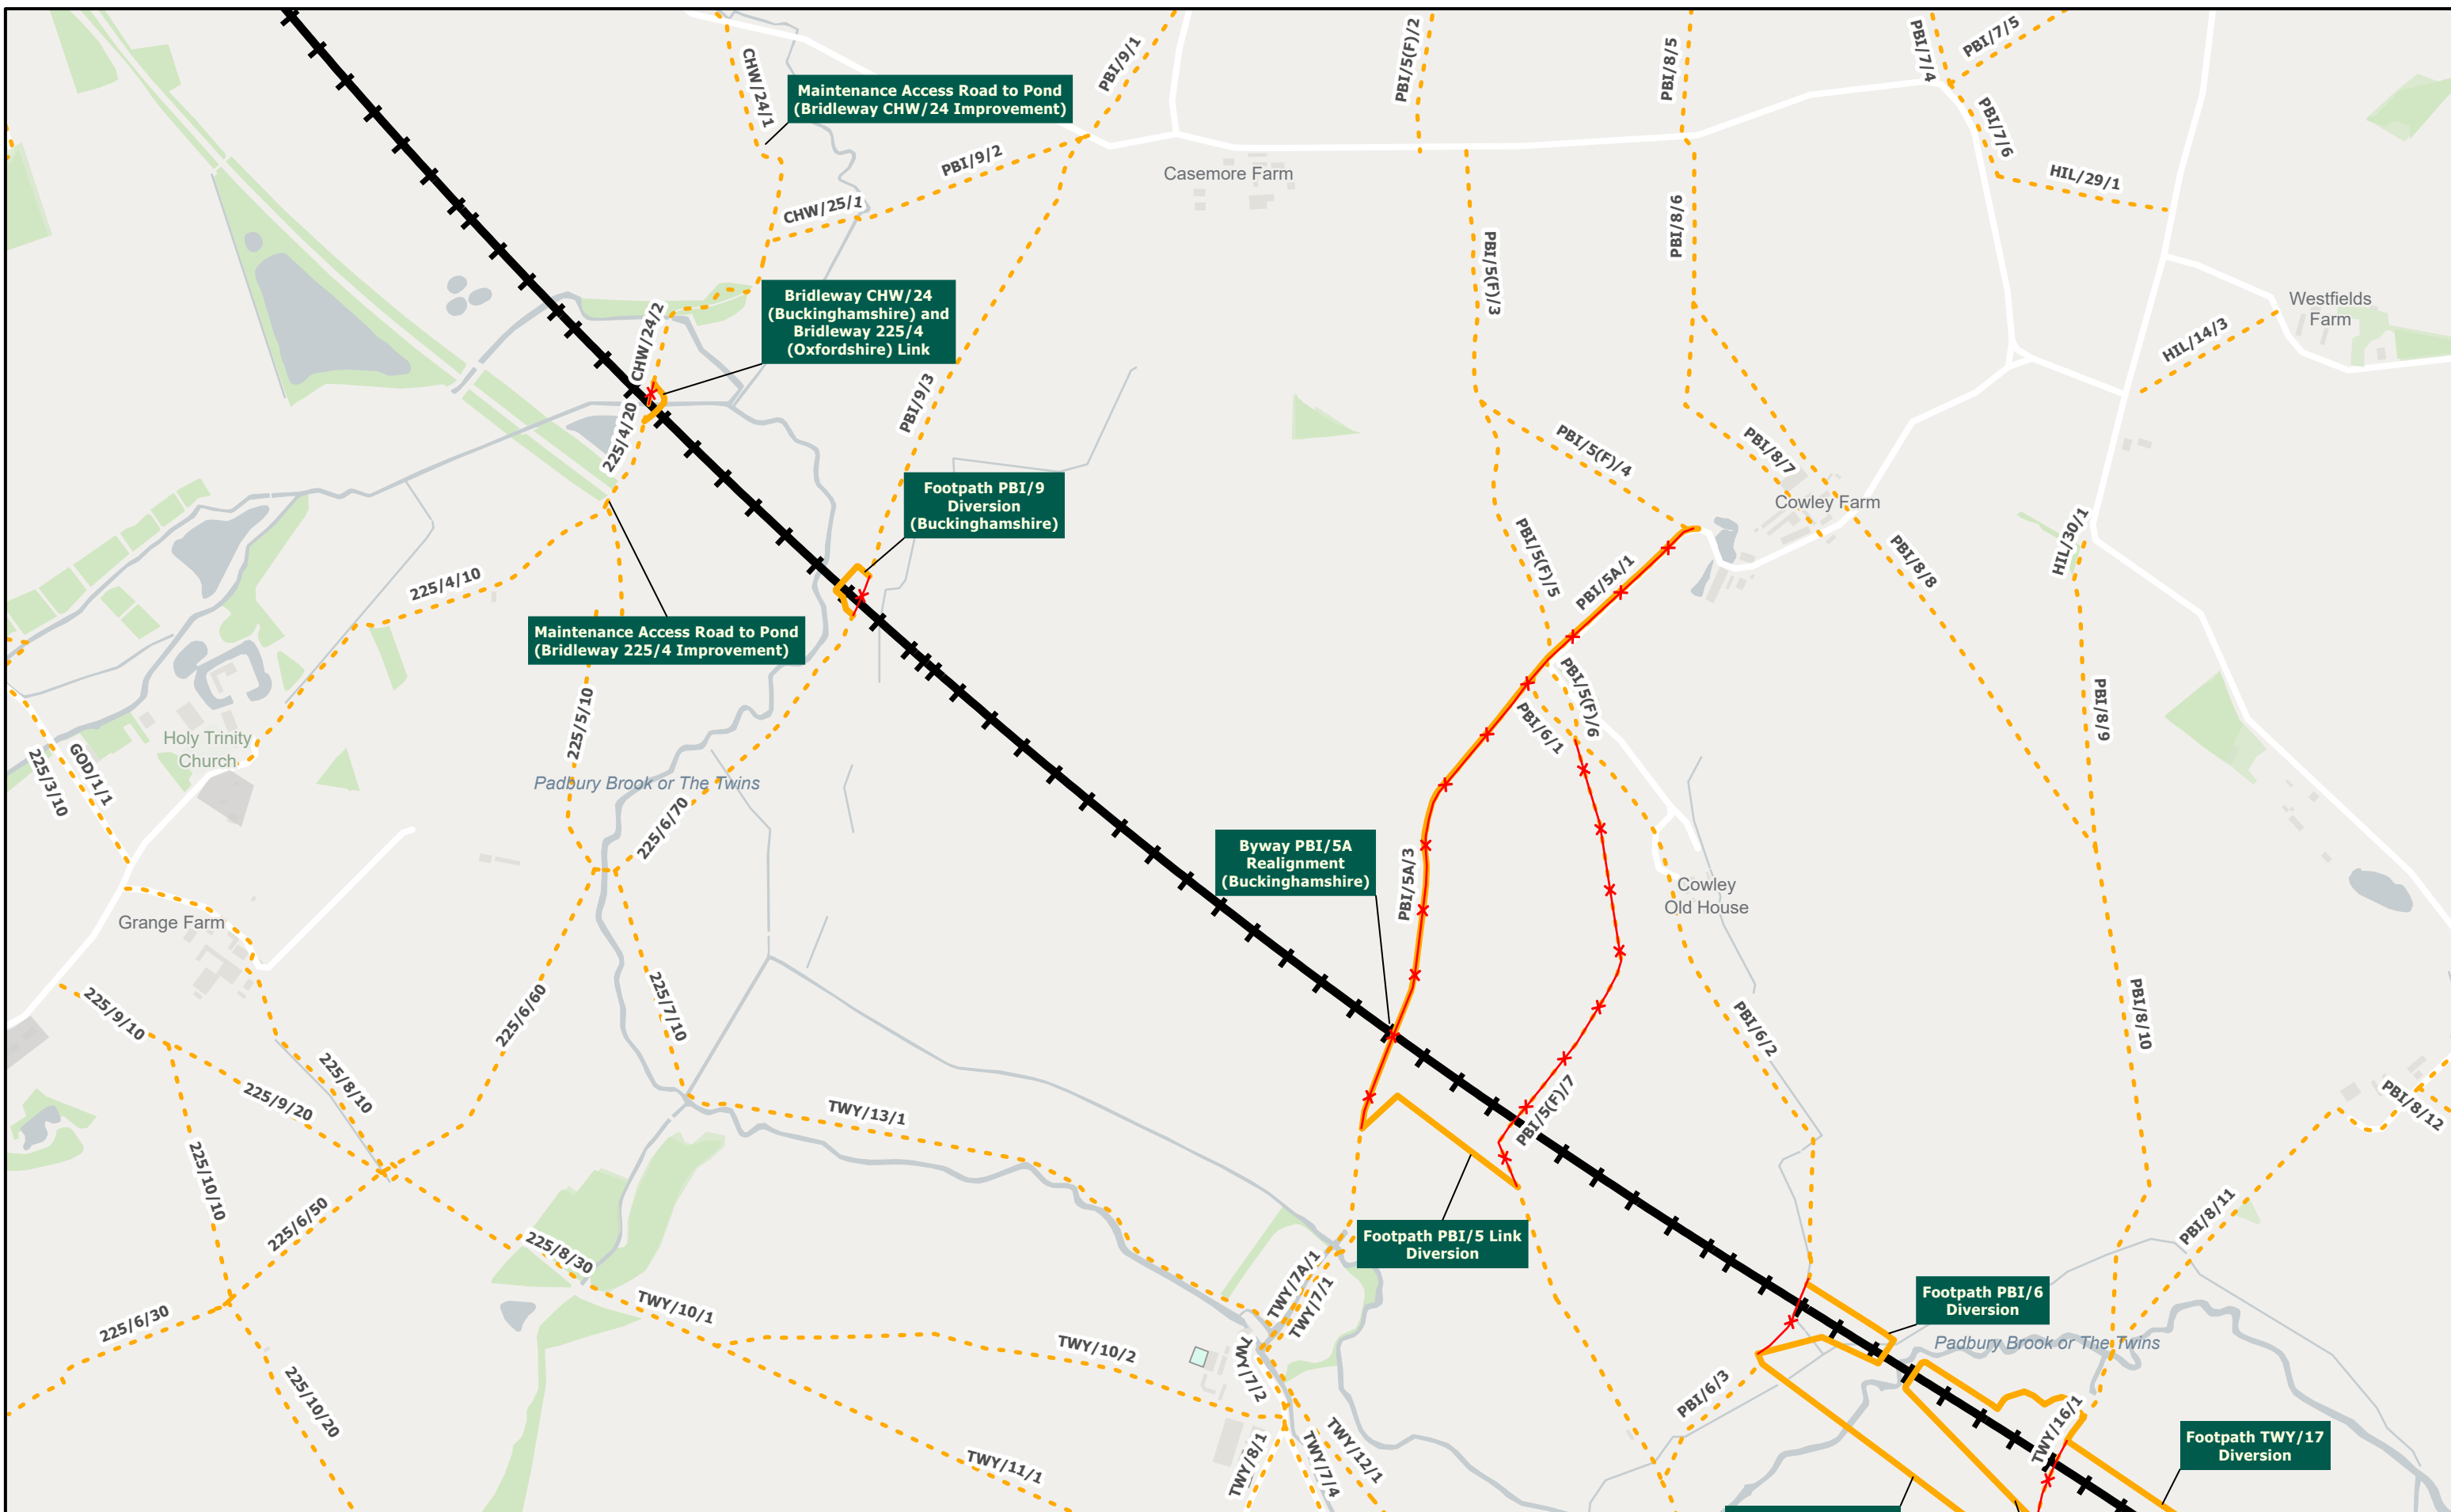 CHW/24/1
Maintenance Access Road to Pond
(Bridleway CHW/24 Improvement)
PBI/9/1
PBI/5(F)/2
PBI/8/5
PBI/7/4
PBI/7/5
PBI/7/6
HIL/29/1
PBI/9/2
CHW/25/1
Casemore Farm
PBI/8/6
PBI/5(F)/3
Bridleway CHW/24
(Buckinghamshire) and
Bridleway 225/4
(Oxfordshire) Link
CHW/24/2
225/4/20
PBI/9/3
Westfields
Farm
HIL/14/3
PBI/5(F)/4
PBI/8/7
Cowley Farm
Footpath PBI/9
Diversion
(Buckinghamshire)
225/4/10
PBI/5(F)/5
PBI/5A/1
PBI/8/8
HIL/30/1
Maintenance Access Road to Pond
(Bridleway 225/4 Improvement)
225/5/10
PBI/5(F)/6
PBI/6/1
PBI/8/9
Holy Trinity
Church
GOD/1/1
225/3/10
Padbury Brook or The Twins
225/6/70
Byway PBI/5A
Realignment
(Buckinghamshire)
PBI/5A/3
Cowley
Old House
Grange Farm
225/9/10
225/6/60
225/7/10
PBI/6/2
PBI/8/10
225/8/10
225/9/20
TWY/13/1
PBI/5(F)/7
PBI/8/12
225/10/10
225/6/50
225/8/30
Footpath PBI/5 Link
Diversion
PBI/8/11
TWY/7A/1
TWY/7/1
Footpath PBI/6
Diversion
Padbury Brook or The Twins
TWY/10/1
225/6/30
TWY/10/2
TWY/7/2
225/10/20
PBI/6/3
TWY/16/1
Footpath TWY/17
Diversion
TWY/11/1
TWY/8/1
TWY/7/4
TWY/12/1